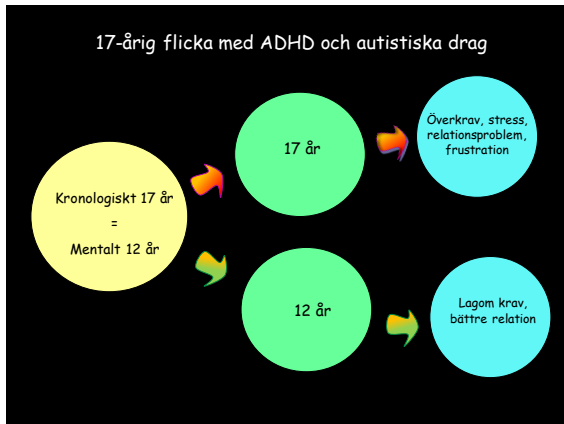 17-årig flicka med ADHD och autistiska drag
Kronologiskt 17 år
=
Mentalt 12 år
17 år
Överkrav, stress,
relationsproblem,
frustration
12 år
Lagom krav,
bättre relation